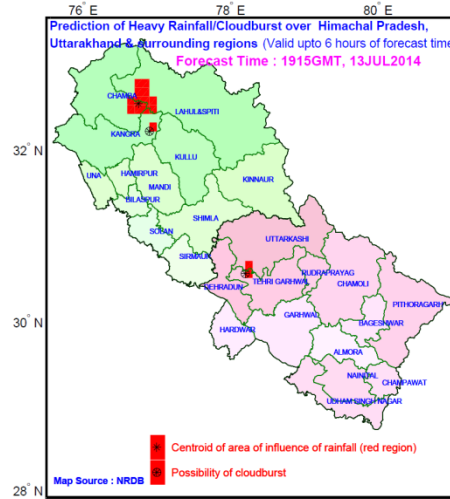 76° E
78° E
80° E
Prediction of Heavy Rainfall/Cloudburst over Himachal Pradesh,
Uttarakhand & surrounding regions (Valid upto 6 hours of forecast time
Forecast Time : 1915GMT, 13JUL2014
CHAMBA
LAHUL&SPITI
KANGRA
32° N
KULLU
UNA
HAMIRPUR
MANDI
KINNAUR
BILASPUR
SHIMLA
SOLAN
UTTARKASHI
SIRMAUR
RUDRAPRAYAG
DEHRADUN
TEHRI GARHWAL
CHAMOLI
PITHORAGARH
30° N
HARDWAR
GARHWAL
BAGESHWAR
ALMORA
NAINITAL
CHAMPAWAT
UDHAM SINGH NAGAR
Centroid of area of influence of rainfall (red region)
Possibility of cloudburst
Map Source : NRDB
28° N